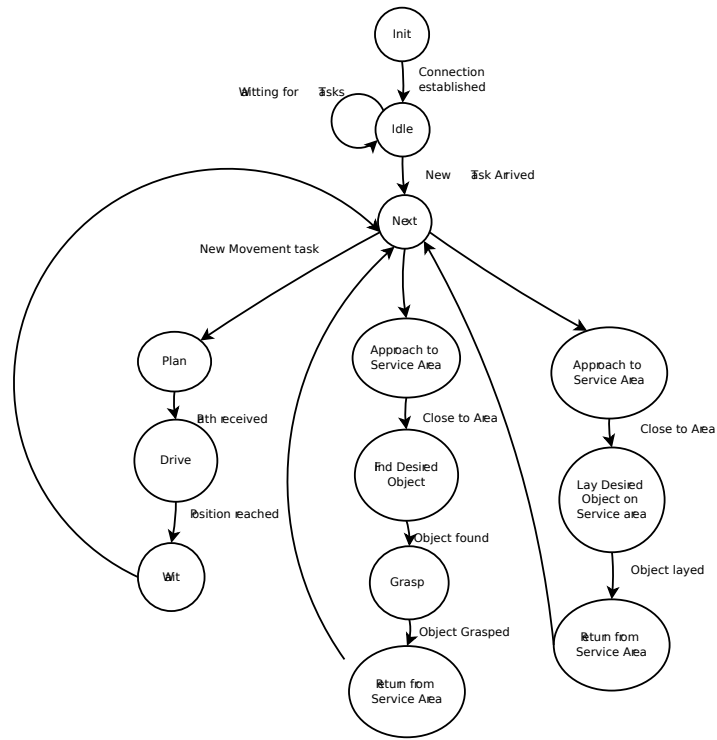 Init
Connection
established
Waitting for Tasks
Idle
New Task Arrived
Next
New Movement task
Plan
Approach to
Service Area
Approach to
Service Area
Path received
Close to Area
Close to Area
Drive
Find Desired
Object
Lay Desired
Object on
Service area
Position reached
Object found
Wait
Grasp
Object layed
Object Grasped
Return from
Service Area
Return from
Service Area